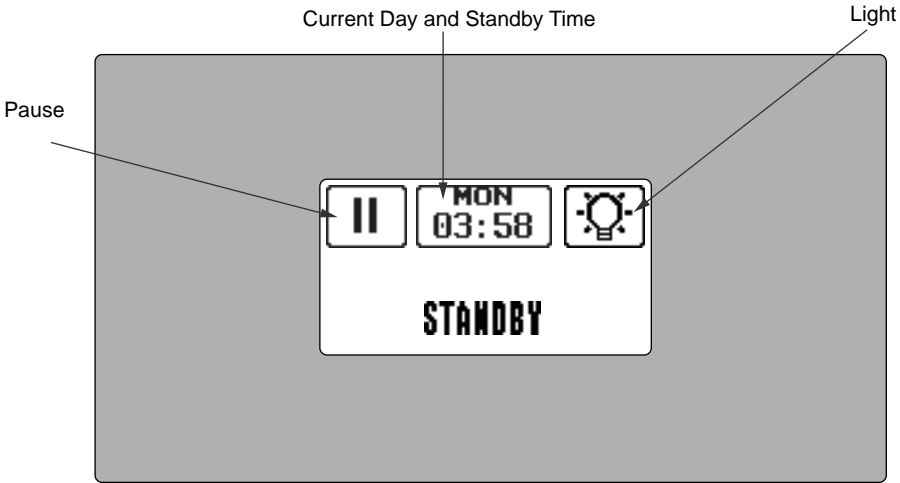 Current Day and Standby Time
Light
Pause
MON
03:58
STANDBY